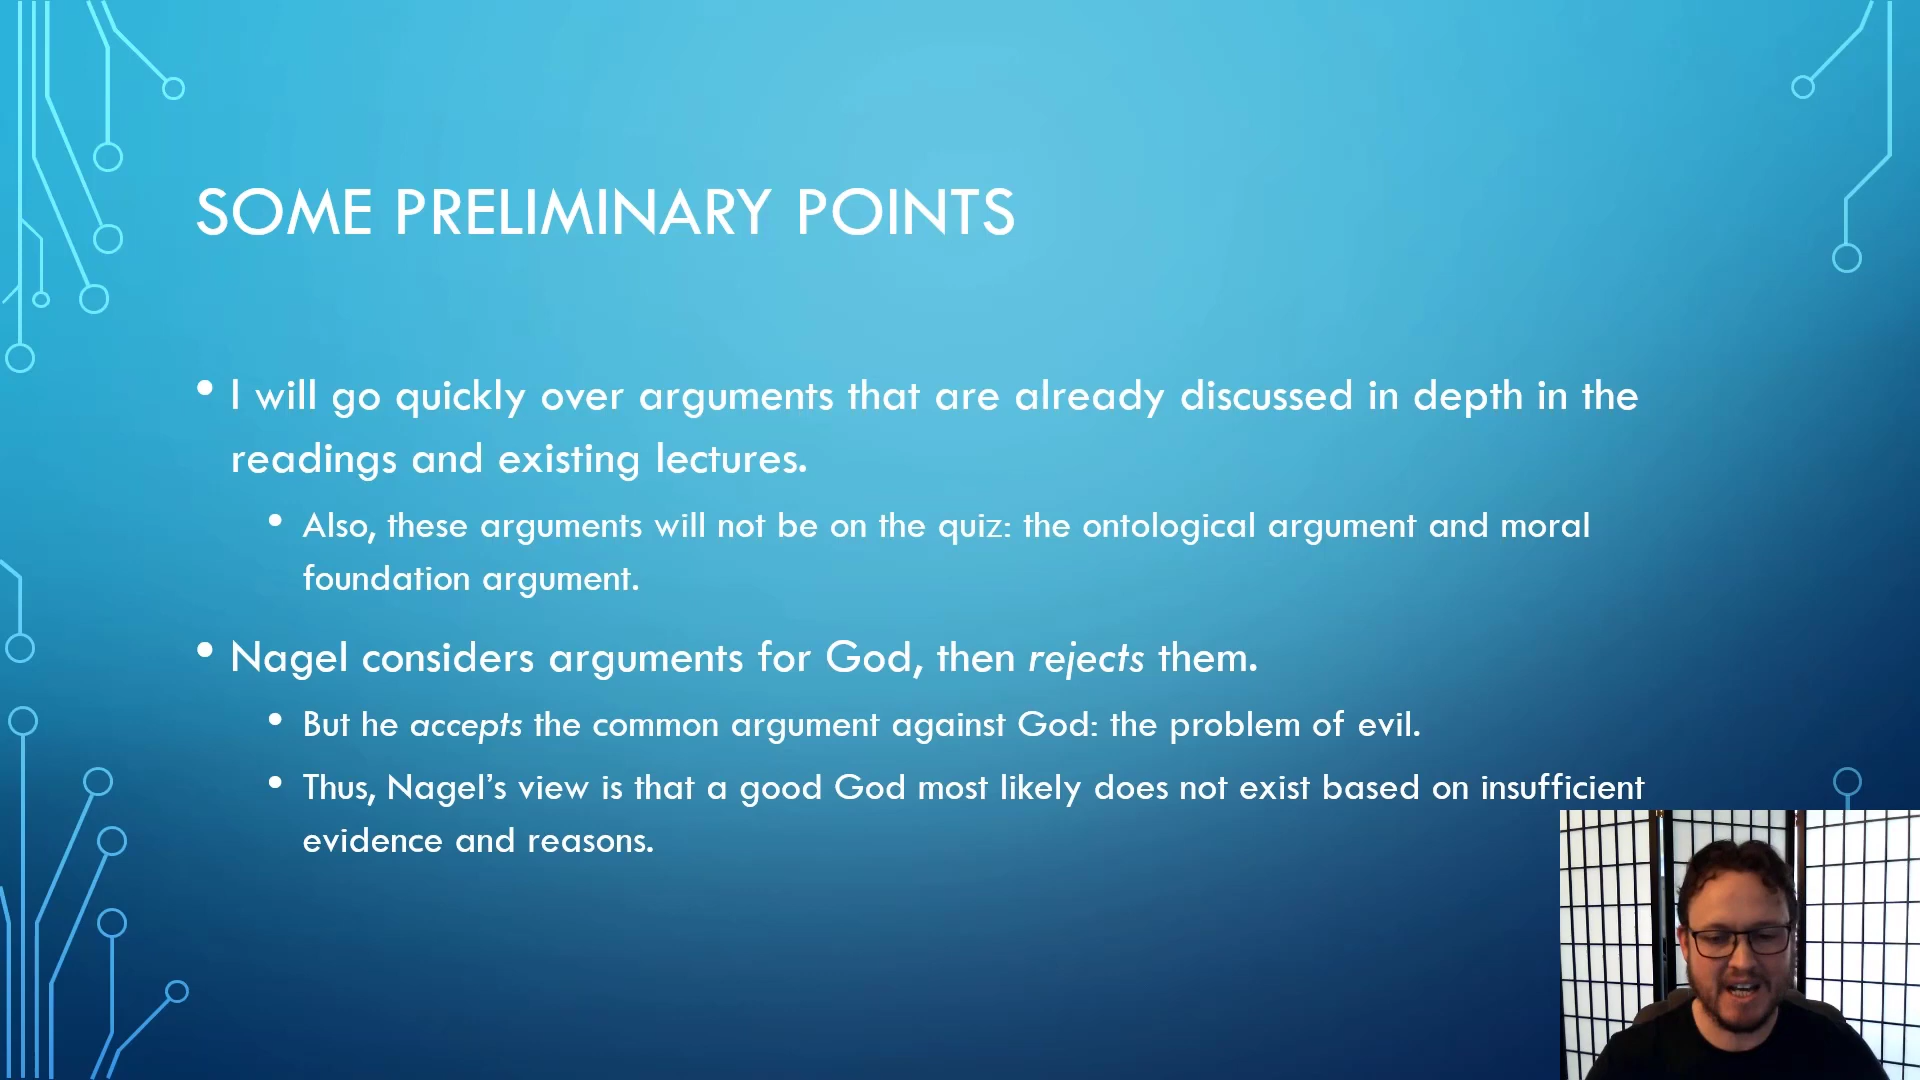 SOME PRELIMINARY POINTS
• I will go quickly over arguments that are already discussed in depth in the
readings and existing lectures.
• Also, these arguments will not be on the quiz: the ontological argument and moral
foundation argument.
• Nagel considers arguments for God, then rejects them.
• But he accepts the common argument against God: the problem of evil.
• Thus, Nagel’s view is that a good God most likely does not exist based on insufficient
evidence and reasons.